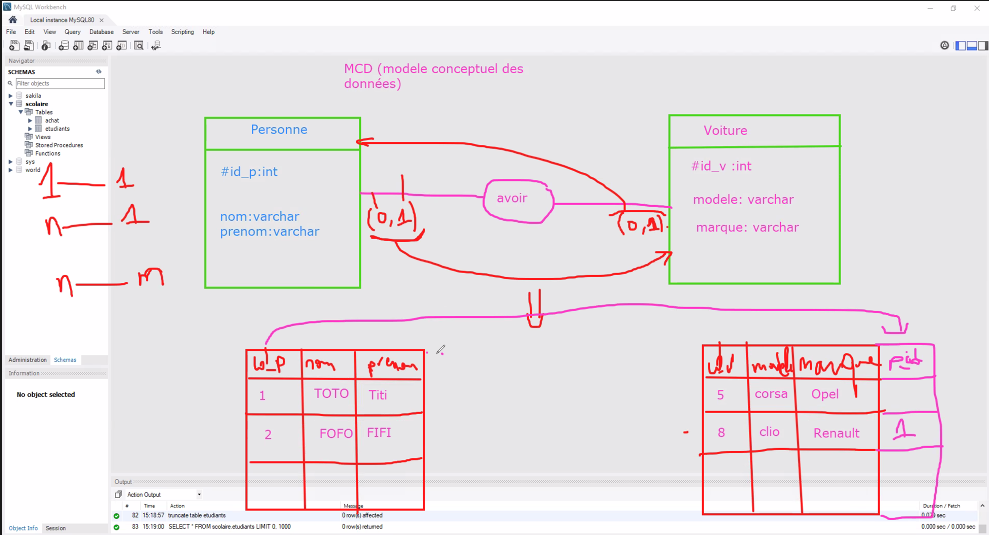 MySQL Workbench
Local instance MySQL80
File Edit View Query Database Server Tools Scripting Help
Navigator
SCHEMAS
Filter objects
sakila
scolaire
Tables
achat
etudiants
Views
Stored Procedures
Functions
sys
world
Administration Schemas
Information
No object selected
Object Info Session
MCD (modele conceptuel des
données)
Personne
#id_p:int
nom:varchar
prenom:varchar
avoir
Voiture
#id_v :int
modele: varchar
marque: varchar
(0,1)
(0,1)
1 1
n 1
n m
id_p nom prenom
1 TOTO Titi
2 FOFO FIFI
modele marque
5 corsa Opel
8 clio Renault 1
Output
Action Output
# Time Action Message Duration / Fetch
82 15:18:57 truncate table etudiants 0 row(s) affected
83 15:19:00 SELECT * FROM scolaire.etudiants LIMIT 0, 1000 0 row(s) returned 0.000 sec / 0.000 sec